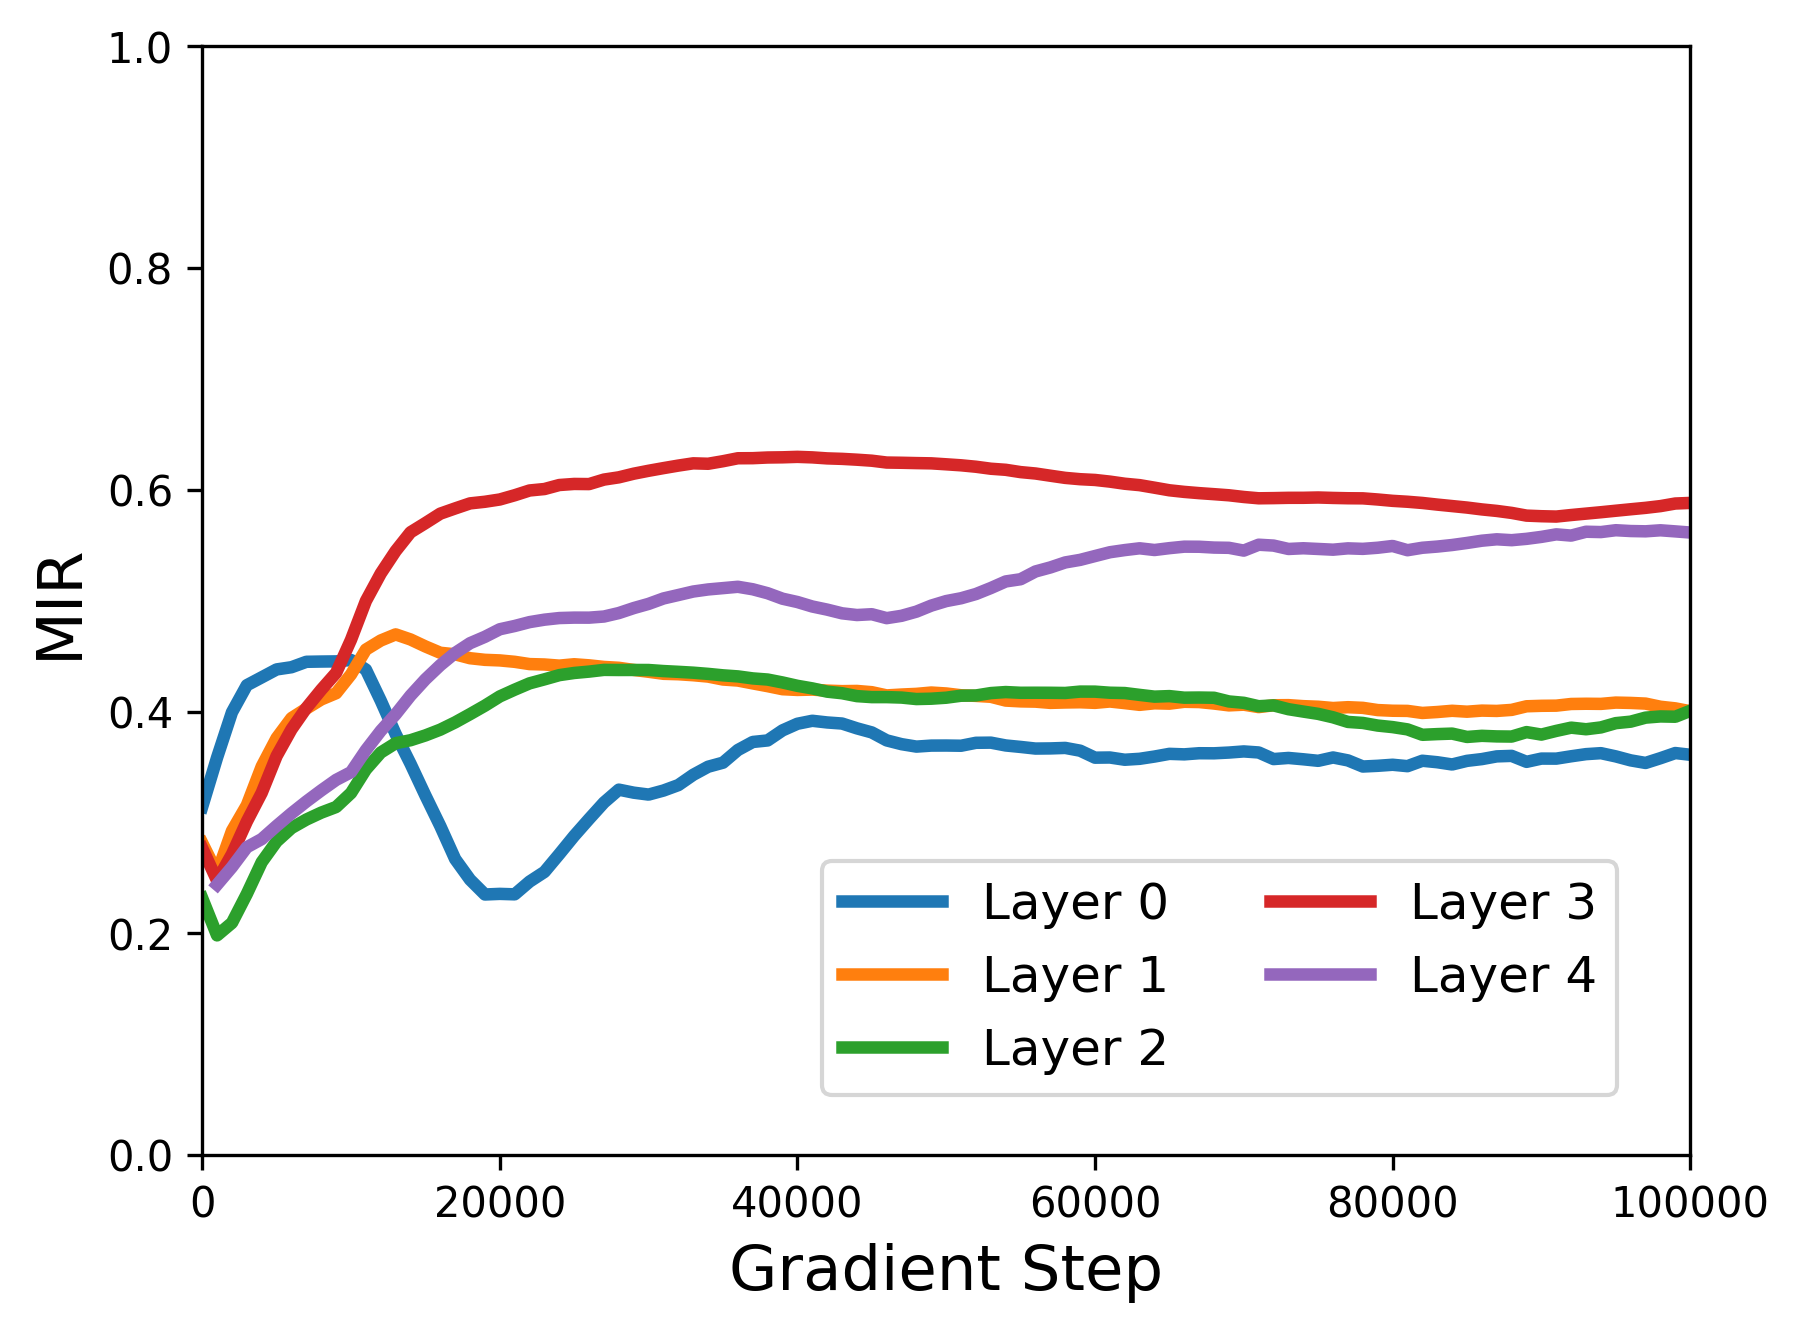 1.0
0.8
0.6
0.4
0.2
0.0
MIR
0 20000 40000 60000 80000 100000
Gradient Step
Layer 0
Layer 1
Layer 2
Layer 3
Layer 4